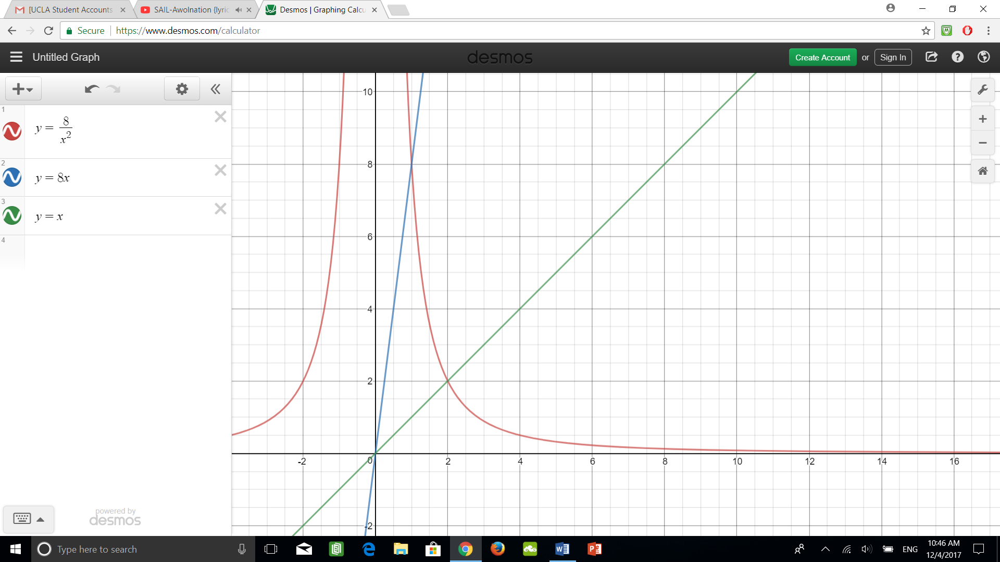 [UCLA Student Accounts
SAIL-Awolnation {lyric
Desmos | Graphing Calcu
Secure
https://www.desmos.com/calculator
Untitled Graph
desmos
Create Account or Sign In
1
y = 8/x²
2
y = 8x
3
y = x
4
10
8
6
4
2
-2 0 2 4 6 8 10 12 14 16
-2
powered by
desmos
Type here to search
ENG
10:46 AM
12/4/2017